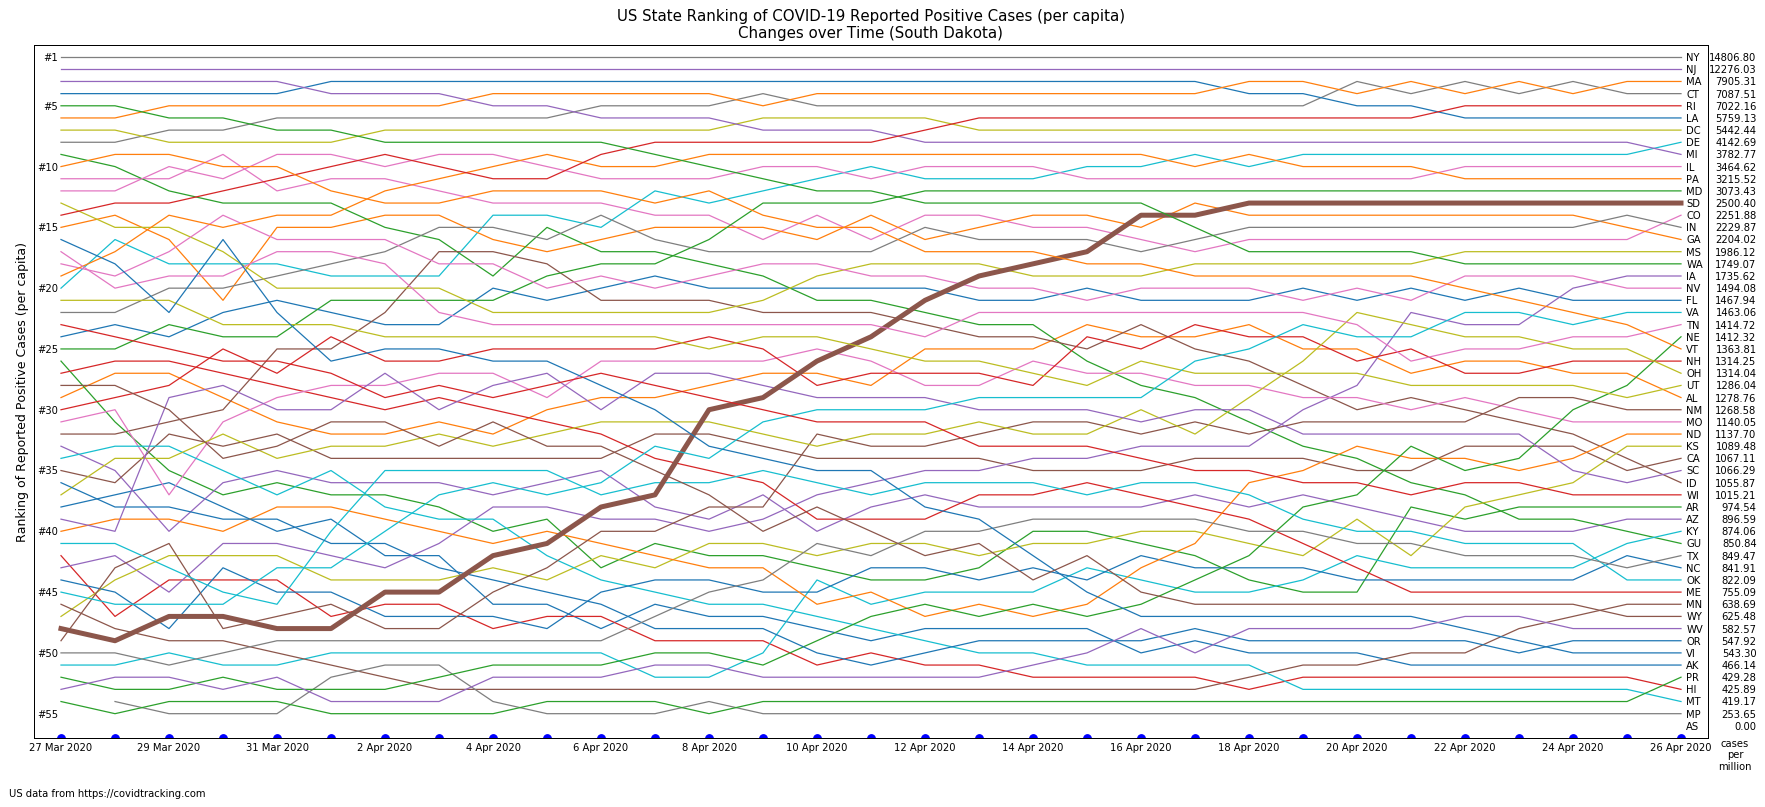 US State Ranking of COVID-19 Reported Positive Cases (per capita)
Changes over Time (South Dakota)
Ranking of Reported Positive Cases (per capita)
#1
#5
#10
#15
#20
#25
#30
#35
#40
#45
#50
#55
NY 14806.80
NJ 12276.03
MA 7905.31
CT 7087.51
RI 7022.16
LA 5759.13
DC 5442.44
DE 4142.69
MI 3782.77
IL 3464.62
PA 3215.52
MD 3073.43
SD 2500.40
CO 2251.88
IN 2229.87
GA 2204.02
MS 1986.12
WA 1749.07
IA 1735.62
NV 1494.08
FL 1467.94
VA 1463.06
TN 1414.72
NE 1412.32
VT 1363.81
NH 1314.25
OH 1314.04
UT 1286.04
AL 1278.76
NM 1268.58
MO 1140.05
ND 1137.70
KS 1089.48
CA 1067.11
SC 1066.29
ID 1055.87
WI 1015.21
AR 974.54
AZ 896.59
KY 874.06
GU 850.84
TX 849.47
NC 841.91
OK 822.09
ME 755.09
MN 638.69
WY 625.48
WV 582.57
OR 547.92
VI 543.30
AK 466.14
PR 429.28
HI 425.89
MT 419.17
MP 253.65
AS 0.00
27 Mar 2020 29 Mar 2020 31 Mar 2020 2 Apr 2020 4 Apr 2020 6 Apr 2020 8 Apr 2020 10 Apr 2020 12 Apr 2020 14 Apr 2020 16 Apr 2020 18 Apr 2020 20 Apr 2020 22 Apr 2020 24 Apr 2020 26 Apr 2020
cases
per
million
US data from https://covidtracking.com